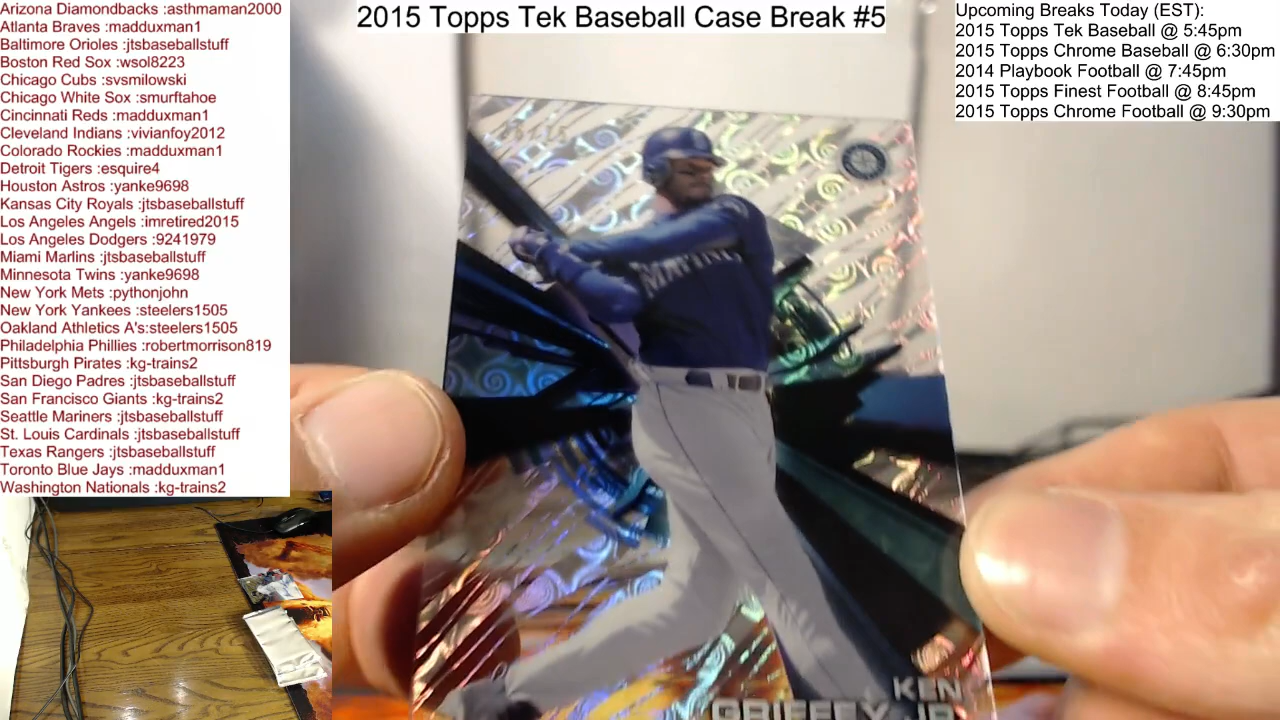 Arizona Diamondbacks :asthmaman2000
Atlanta Braves :madduxman1
Baltimore Orioles :jtsbaseballstuff
Boston Red Sox :wsol8223
Chicago Cubs :svsmilowski
Chicago White Sox :smurftahoe
Cincinnati Reds :madduxman1
Cleveland Indians :vivianfoy2012
Colorado Rockies :madduxman1
Detroit Tigers :esquire4
Houston Astros :yanke9698
Kansas City Royals :jtsbaseballstuff
Los Angeles Angels :imretired2015
Los Angeles Dodgers :9241979
Miami Marlins :jtsbaseballstuff
Minnesota Twins :yanke9698
New York Mets :pythonjohn
New York Yankees :steelers1505
Oakland Athletics A's:steelers1505
Philadelphia Phillies :robertmorrison819
Pittsburgh Pirates :kg-trains2
San Diego Padres :jtsbaseballstuff
San Francisco Giants :kg-trains2
Seattle Mariners :jtsbaseballstuff
St. Louis Cardinals :jtsbaseballstuff
Texas Rangers :jtsbaseballstuff
Toronto Blue Jays :madduxman1
Washington Nationals :kg-trains2
2015 Topps Tek Baseball Case Break #5
Upcoming Breaks Today (EST):
2015 Topps Tek Baseball @ 5:45pm
2015 Topps Chrome Baseball @ 6:30pm
2014 Playbook Football @ 7:45pm
2015 Topps Finest Football @ 8:45pm
2015 Topps Chrome Football @ 9:30pm
KEN
GRIFFEY JR